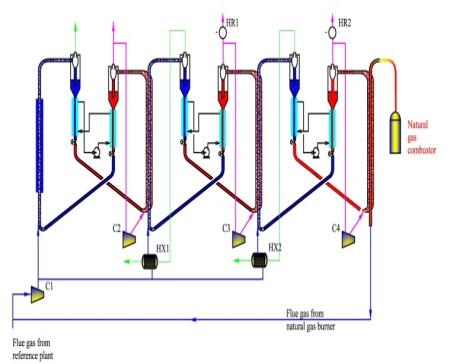 HR1
HR2
Natural
gas
combustor
C2
C3
C4
HX1
HX2
C1
Flue gas from
natural gas burner
Flue gas from
reference plant